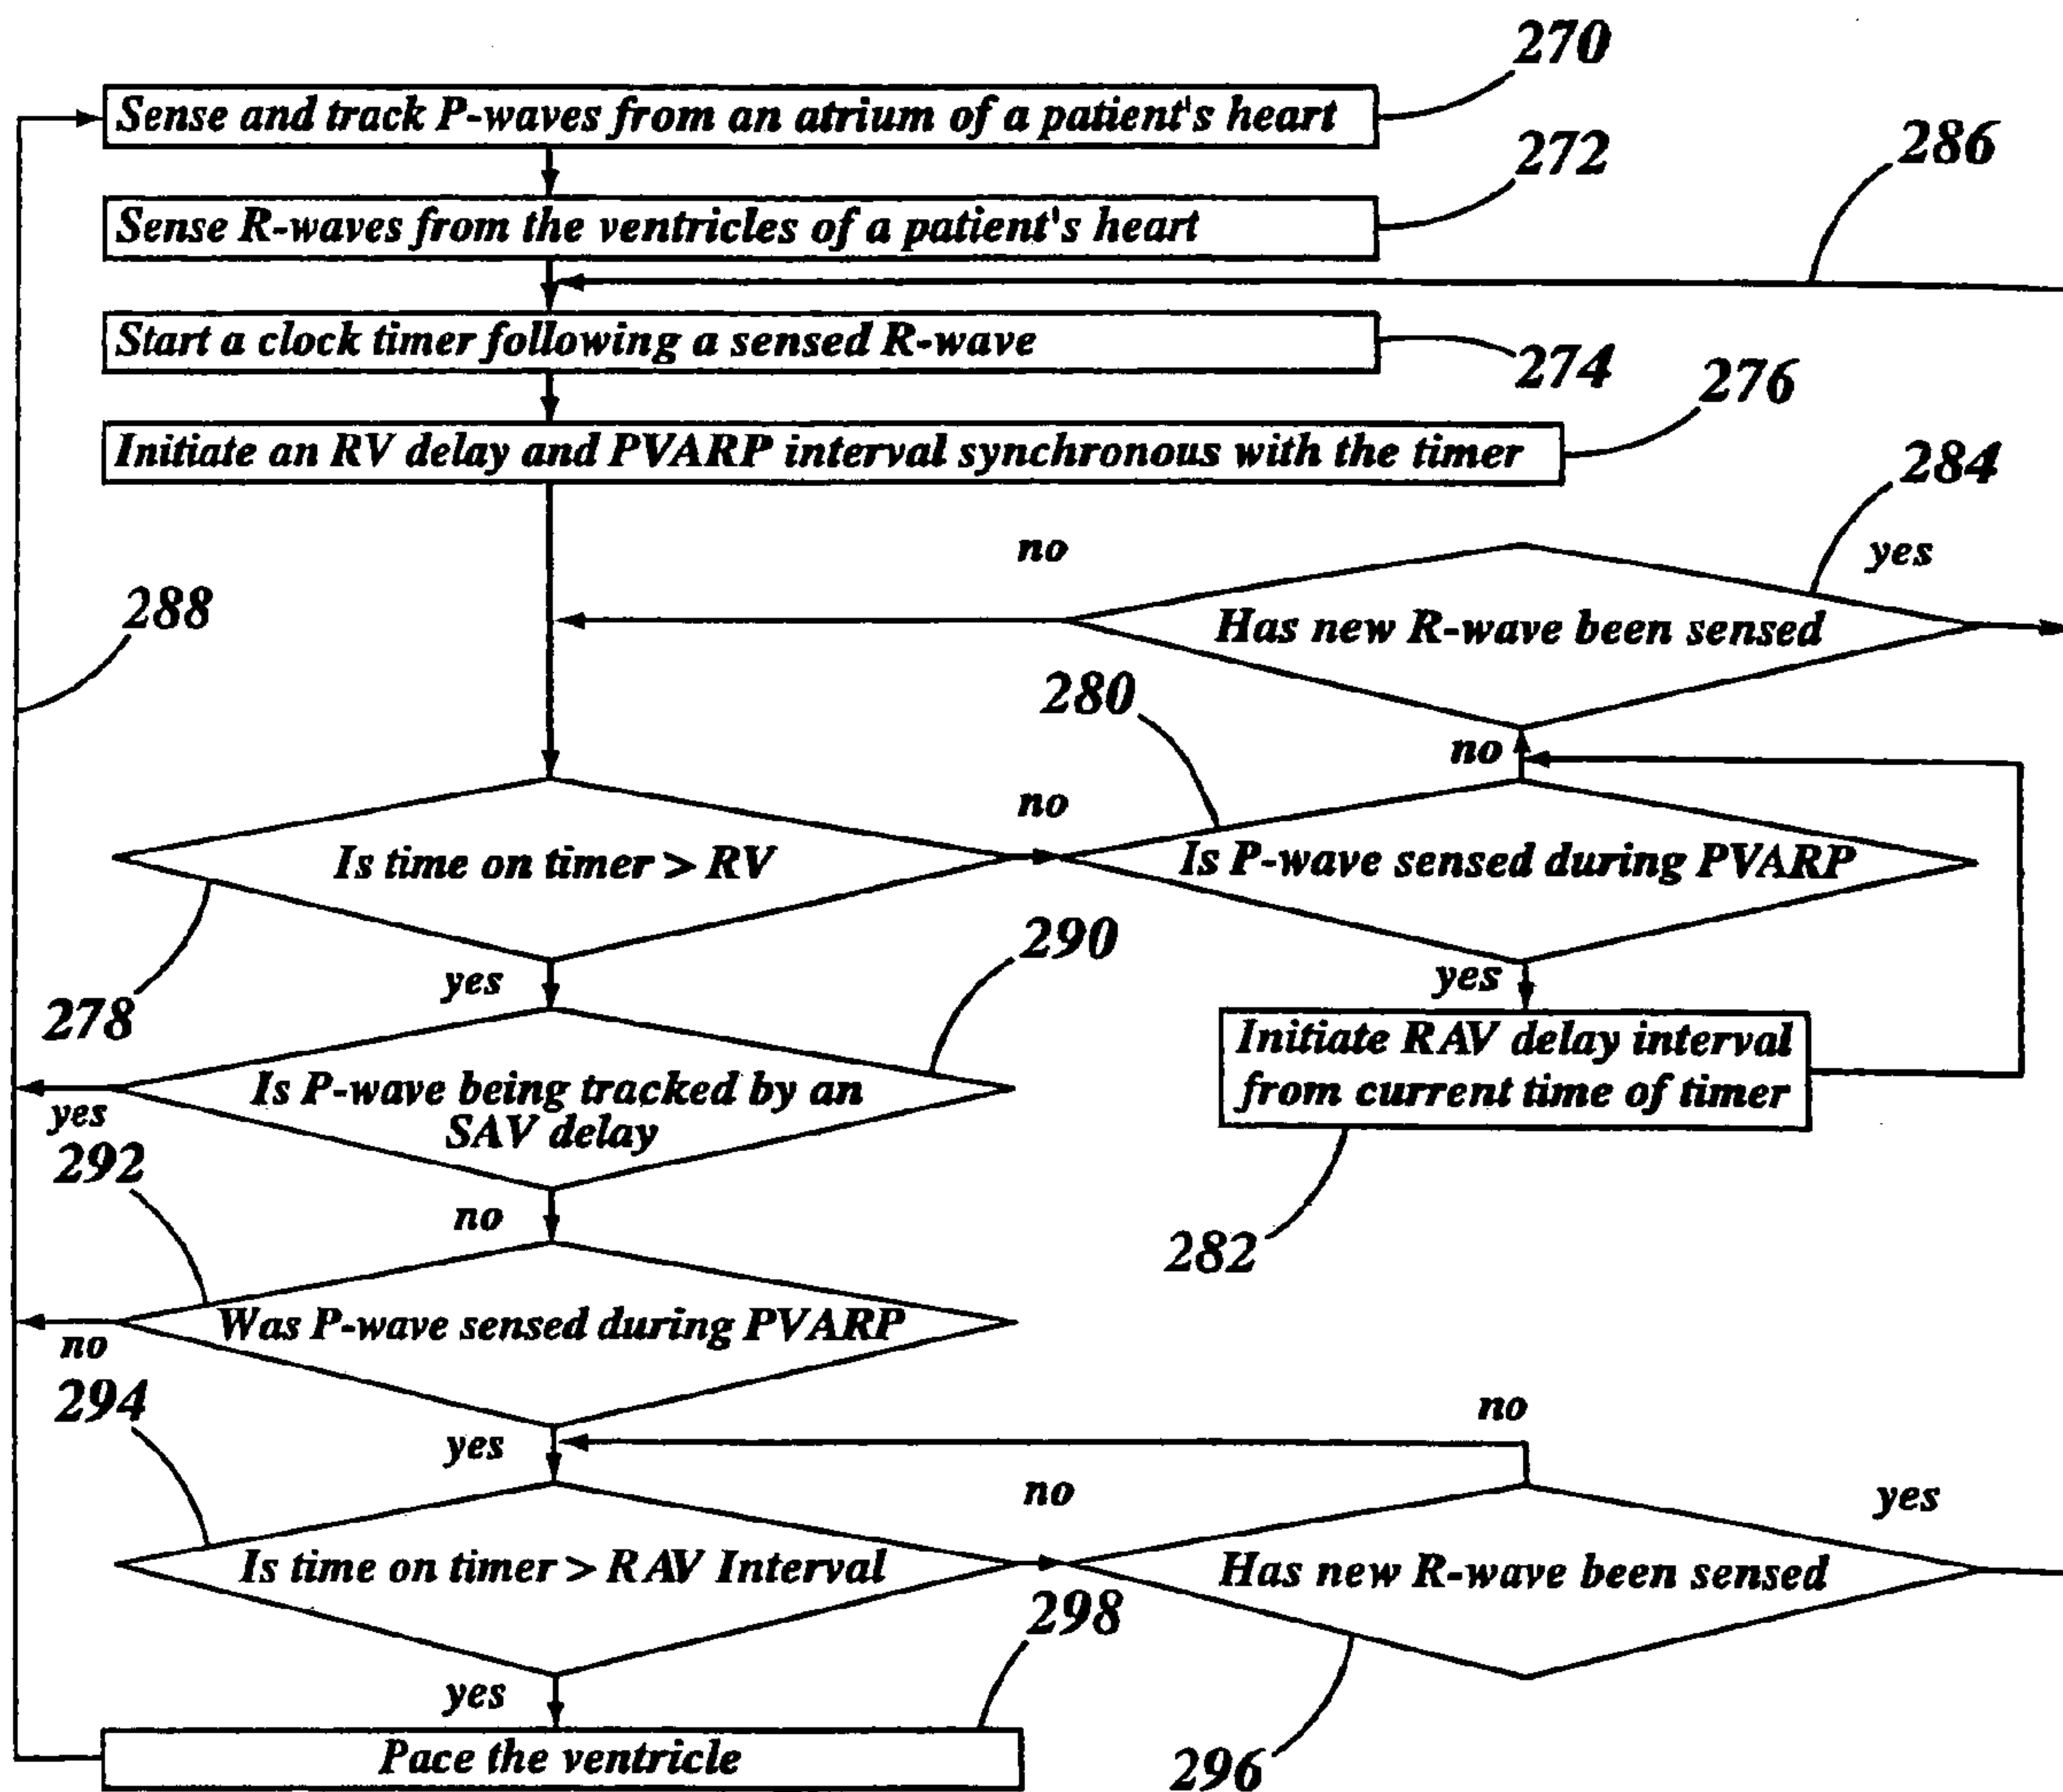 270
Sense and track P-waves from an atrium of a patient's heart
272
286
Sense R-waves from the ventricles of a patient's heart
Start a clock timer following a sensed R-wave
274
276
Initiate an RV delay and PVARP interval synchronous with the timer
284
no
yes
288
Has new R-wave been sensed
280
no
no
Is time on timer > RV
Is P-wave sensed during PVARP
290
yes
yes
278
Initiate RAV delay interval
from current time of timer
Is P-wave being tracked by an
SAV delay
yes
292
no
282
Was P-wave sensed during PVARP
no
294
no
yes
no
yes
Is time on timer > RAV Interval
Has new R-wave been sensed
298
yes
Pace the ventricle
296